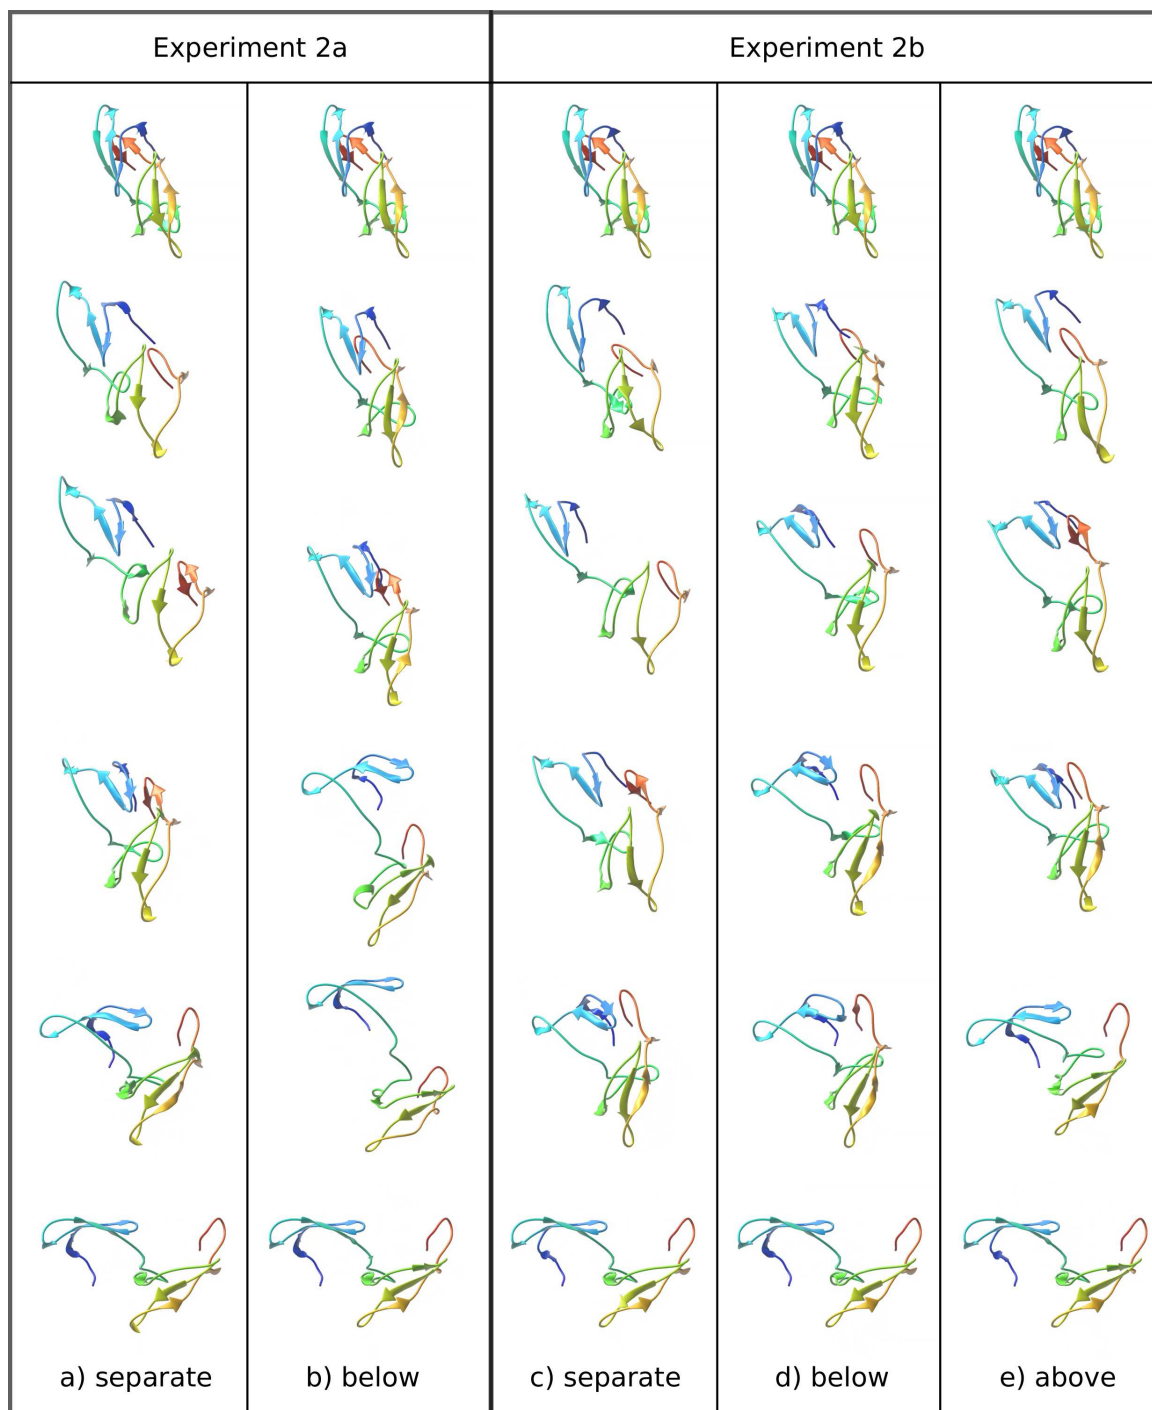 Experiment 2a
Experiment 2b
a) separate
b) below
c) separate
d) below
e) above